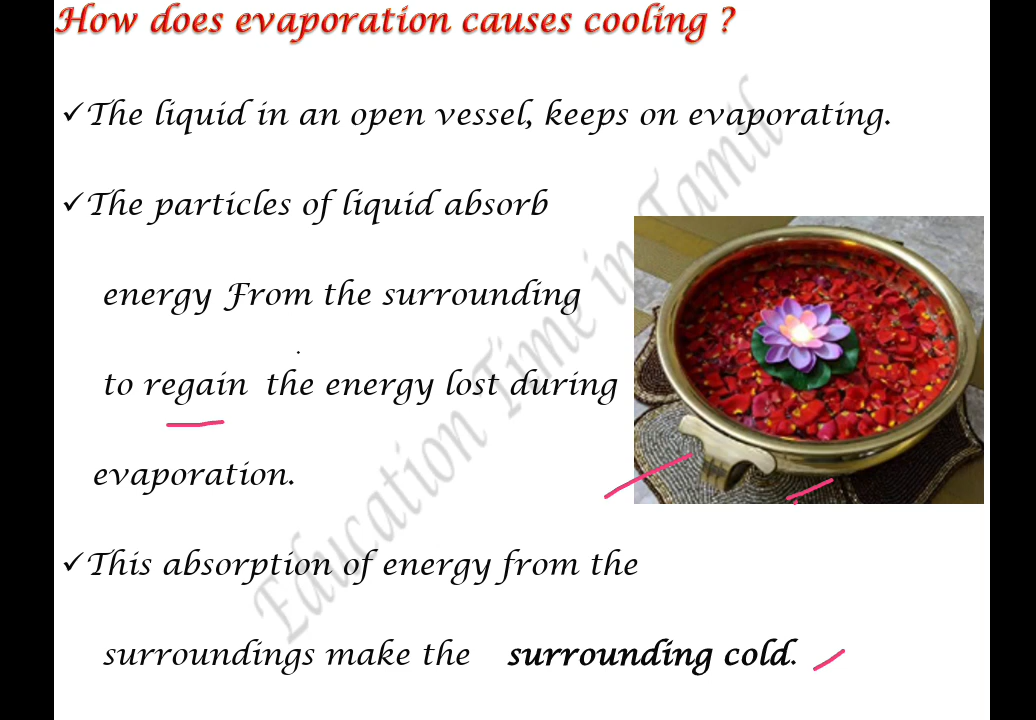 How does evaporation causes cooling ?
✓The liquid in an open vessel, keeps on evaporating.
✓The particles of liquid absorb
energy From the surrounding
to regain the energy lost during
evaporation.
✓This absorption of energy from the
surroundings make the surrounding cold.
Education Time in Tamil